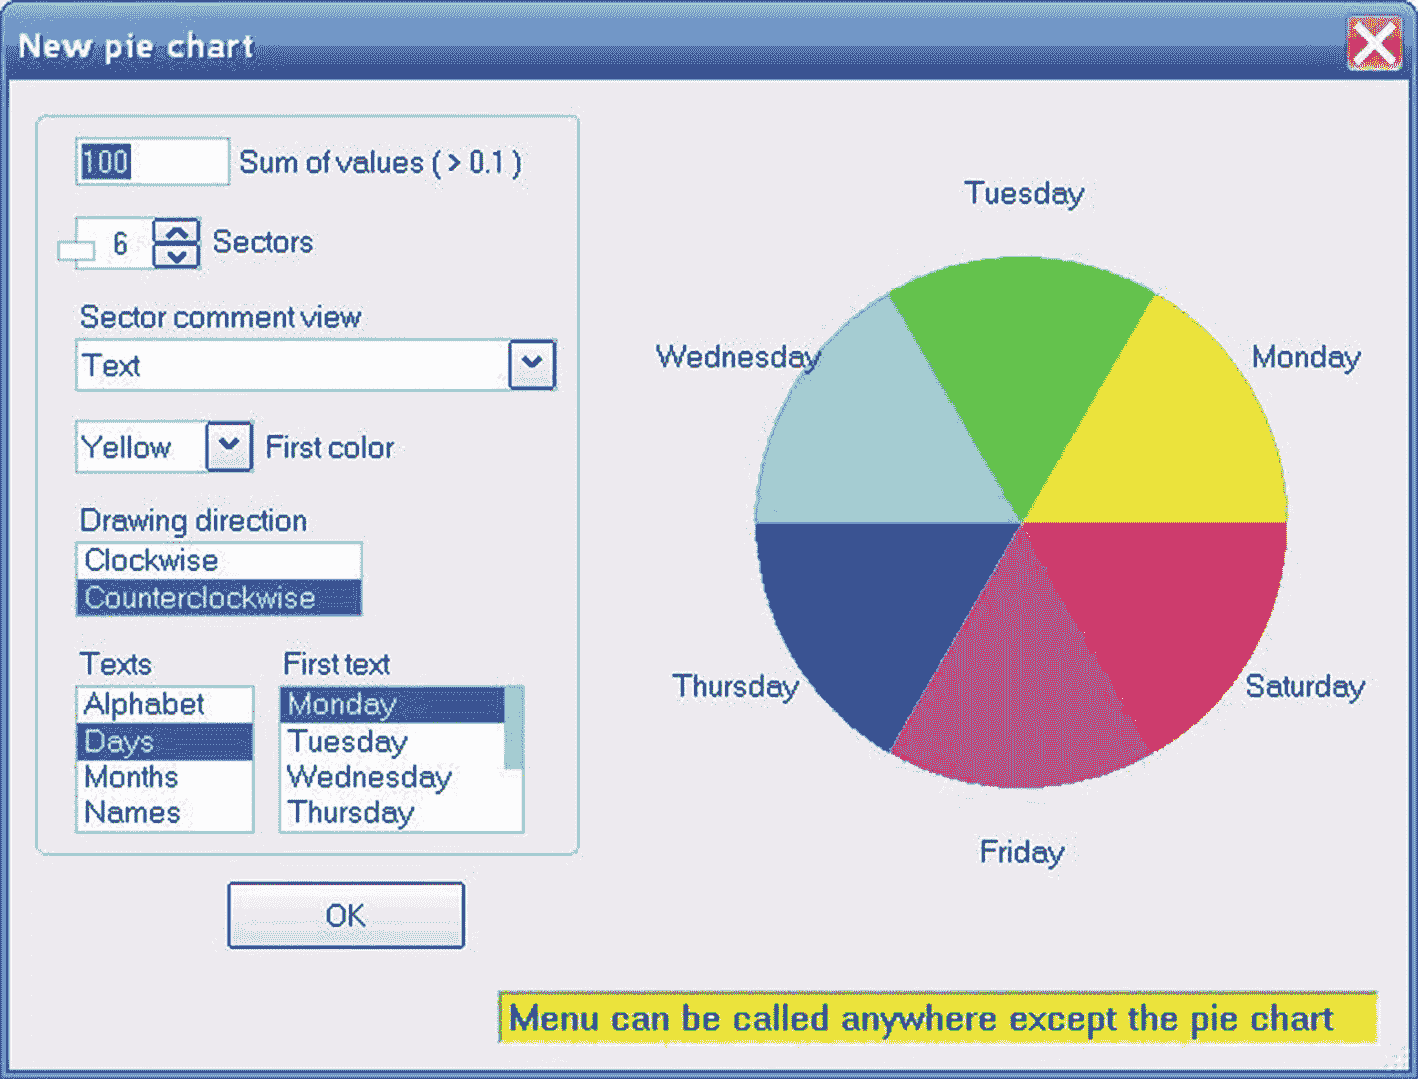 New pie chart
100 Sum of values ( > 0.1 )
6 Sectors
Sector comment view
Text
Yellow First color
Drawing direction
Clockwise
Counterclockwise
Texts
Alphabet
Days
Months
Names
First text
Monday
Tuesday
Wednesday
Thursday
OK
Tuesday
Wednesday
Monday
Thursday
Saturday
Friday
Menu can be called anywhere except the pie chart